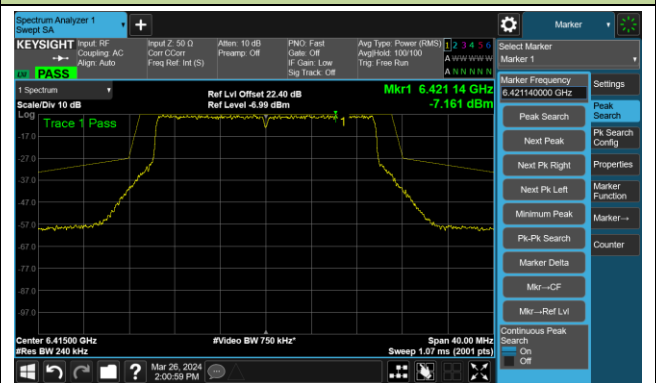 Spectrum Analyzer 1
Swept SA
+
Marker
KEYSIGHT
Input: RF
Coupling: AC
Align: Auto
Input Z: 50 Ω
Corr CCorr
Freq Ref: Int (S)
Atten: 10 dB
Preamp: Off
PNO: Fast
Gate: Off
IF Gain: Low
Sig Track: Off
Avg Type: Power (RMS)
Avg|Hold: 100/100
Trig: Free Run
1 2 3 4 5 6
A W W W W W
A N N N N N
LXI PASS
Select Marker
Marker 1
1 Spectrum
Scale/Div 10 dB
Ref Lvl Offset 22.40 dB
Ref Level -6.99 dBm
Mkr1 6.421 14 GHz
-7.161 dBm
Log
Trace 1 Pass
1
-17.0
-27.0
-37.0
-47.0
-57.0
-67.0
-77.0
-87.0
-97.0
Center 6.41500 GHz
#Res BW 240 kHz
#Video BW 750 kHz*
Span 40.00 MHz
Sweep 1.07 ms (2001 pts)
Marker Frequency
6.421140000 GHz
Peak Search
Next Peak
Next Pk Right
Next Pk Left
Minimum Peak
Pk-Pk Search
Marker Delta
Mkr→CF
Mkr→Ref Lvl
Continuous Peak
Search
On
Off
Settings
Peak
Search
Pk Search
Config
Properties
Marker
Function
Marker→
Counter
?
Mar 26, 2024
2:00:59 PM